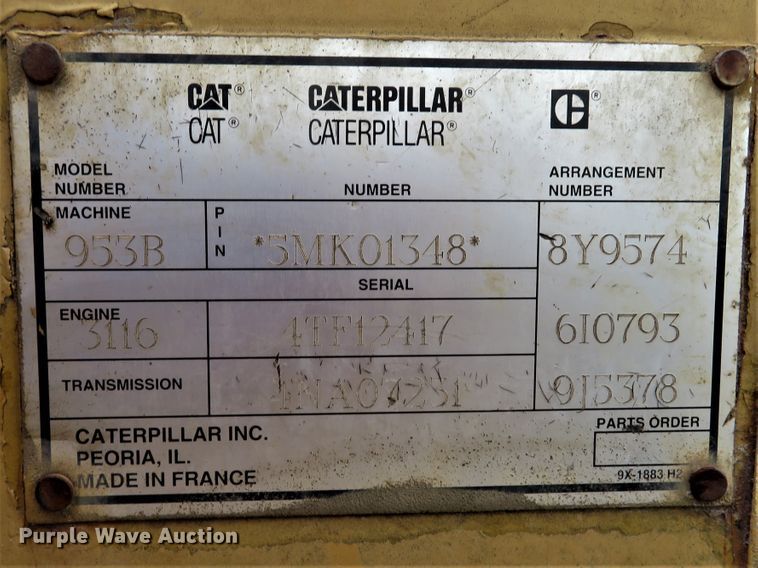 CAT® CATERPILLAR® C®
CAT® CATERPILLAR®
MODEL NUMBER NUMBER ARRANGEMENT NUMBER
MACHINE PIN
953B *5MK01348* 8Y9574
SERIAL
ENGINE
3116 4TF12417 6I0793
TRANSMISSION 4NA07251 9J5378
PARTS ORDER
CATERPILLAR INC.
PEORIA, IL.
MADE IN FRANCE
9X-1883 H2
Purple Wave Auction